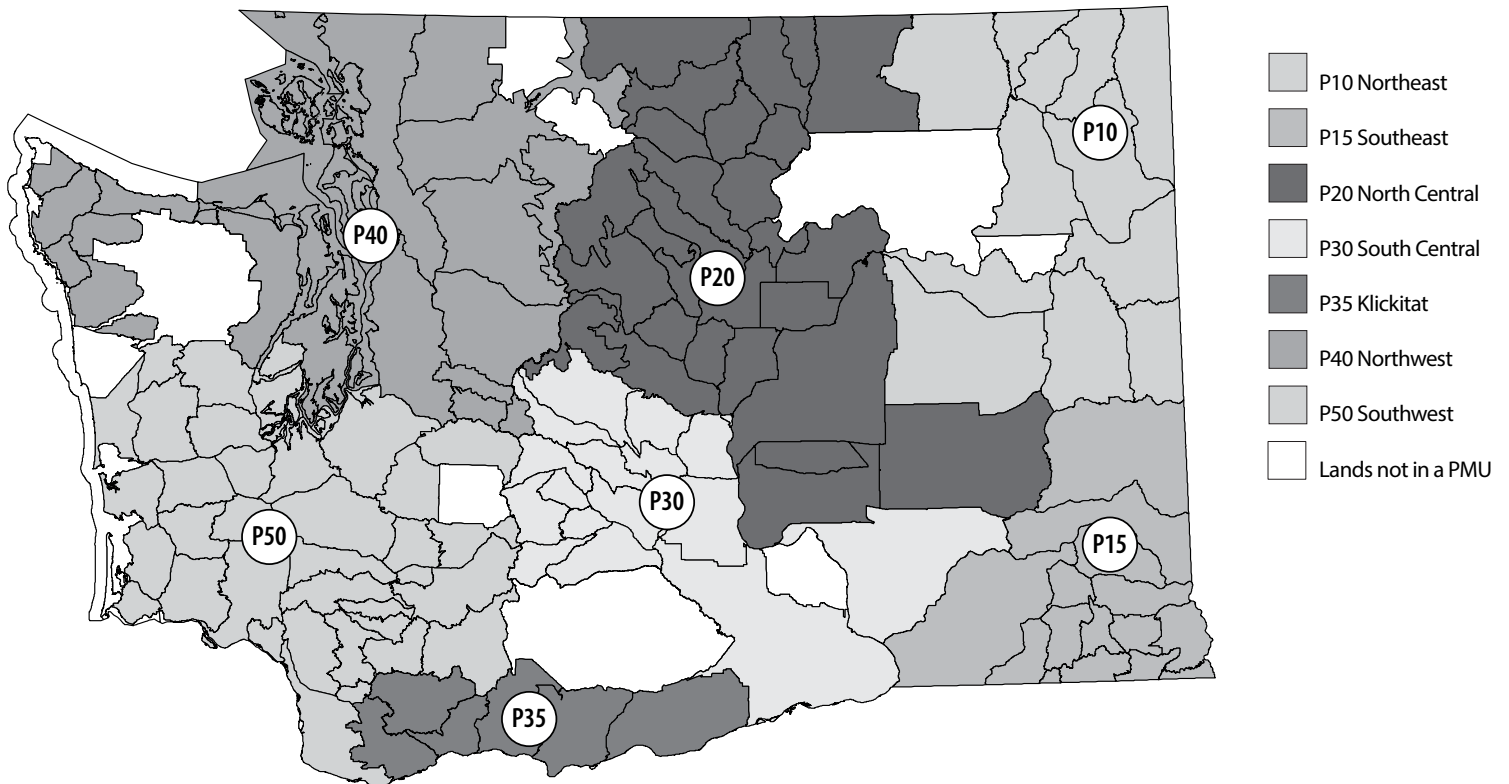 P10 Northeast
P15 Southeast
P20 North Central
P30 South Central
P35 Klickitat
P40 Northwest
P50 Southwest
Lands not in a PMU
P10
P40
P20
P30
P50
P15
P35